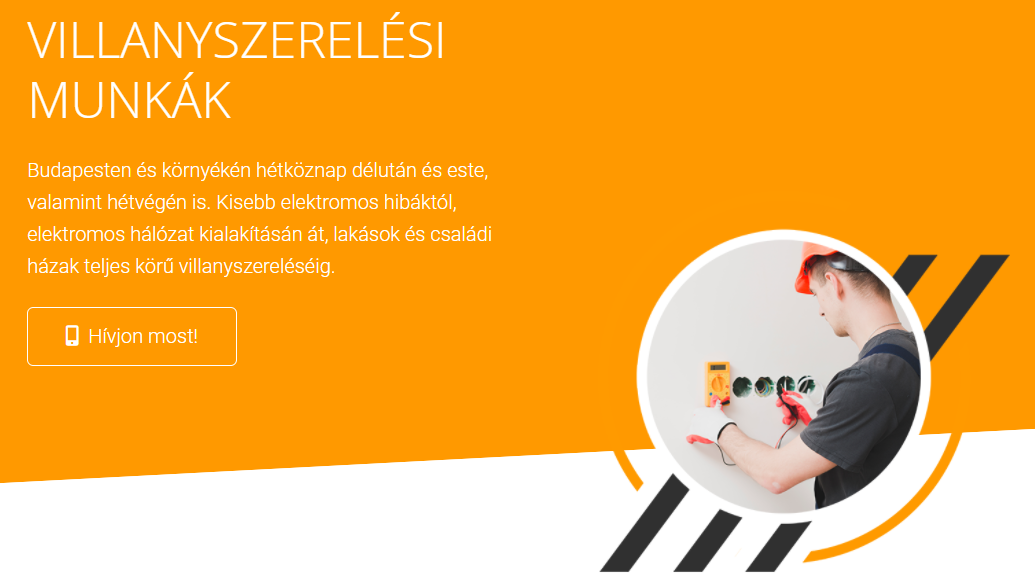 VILLANYSZERELÉSI
MUNKÁK
Budapesten és környékén hétköznap délután és este,
valamint hétvégén is. Kisebb elektromos hibáktól,
elektromos hálózat kialakításán át, lakások és családi
házak teljes körű villanyszereléséig.
Hívjon most!